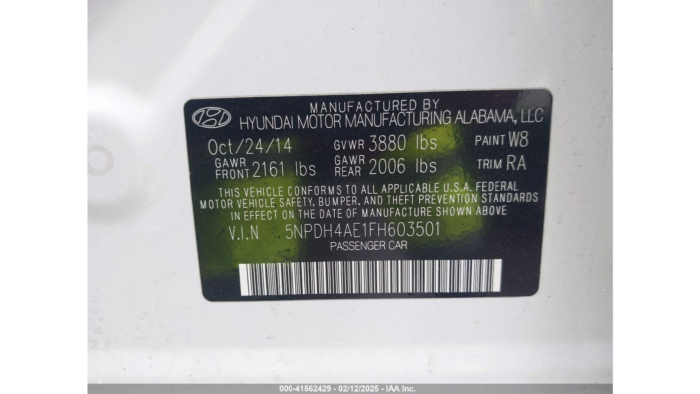 MANUFACTURED BY
HYUNDAI MOTOR MANUFACTURING ALABAMA, LLC
Oct/24/14 GVWR 3880 lbs PAINT W8
GAWR FRONT 2161 lbs GAWR REAR 2006 lbs TRIM RA
THIS VEHICLE CONFORMS TO ALL APPLICABLE U.S.A. FEDERAL
MOTOR VEHICLE SAFETY, BUMPER, AND THEFT PREVENTION STANDARDS
IN EFFECT ON THE DATE OF MANUFACTURE SHOWN ABOVE
V.I.N 5NPDH4AE1FH603501
PASSENGER CAR
000-41562429 - 02/12/2025 - IAA Inc.